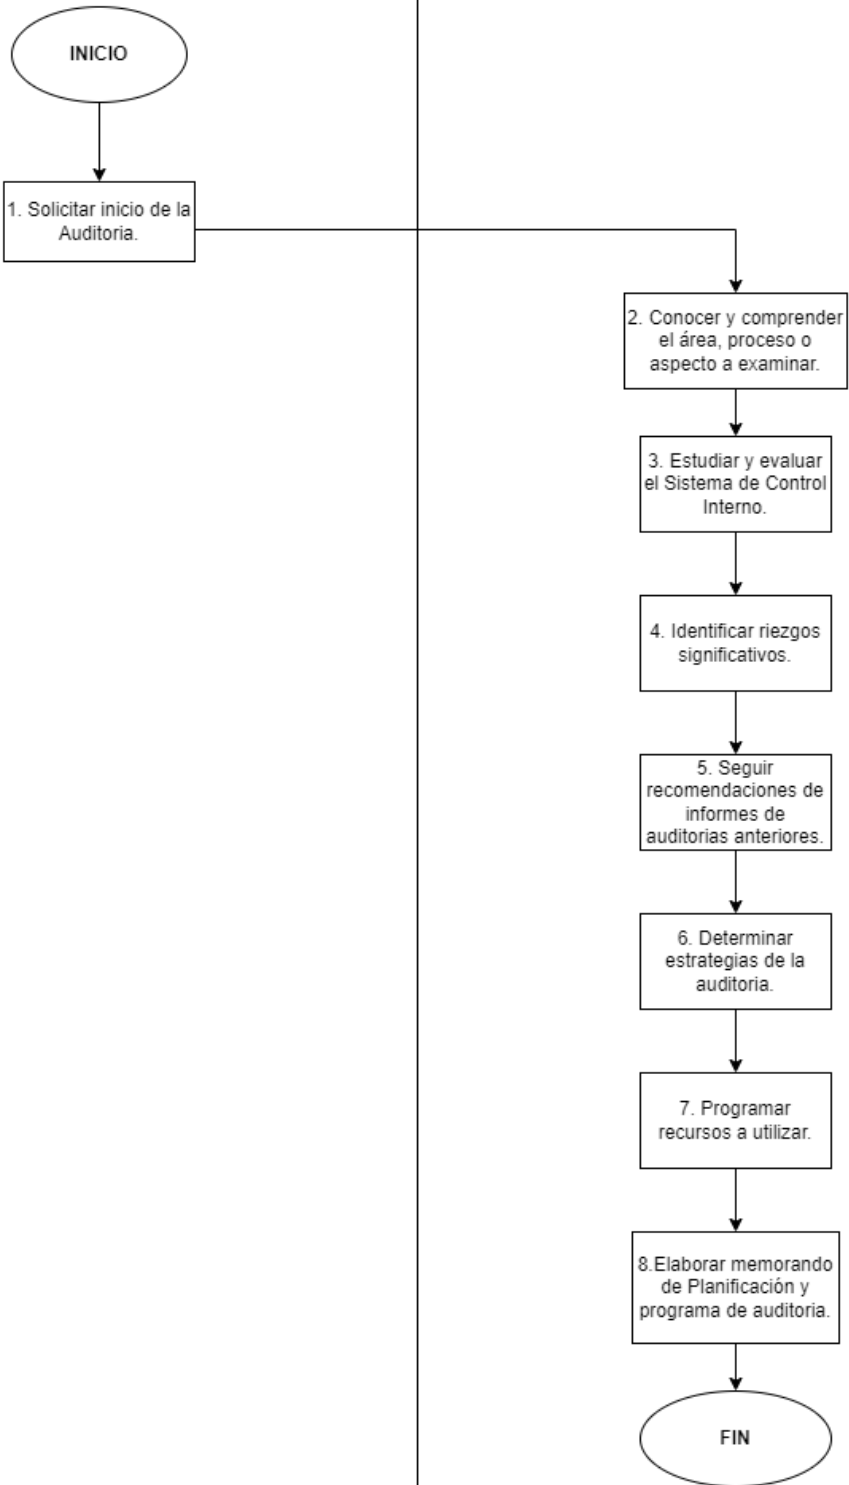 INICIO
1. Solicitar inicio de la
Auditoria.
2. Conocer y comprender
el área, proceso o
aspecto a examinar.
3. Estudiar y evaluar
el Sistema de Control
Interno.
4. Identificar riezgos
significativos.
5. Seguir
recomendaciones de
informes de
auditorias anteriores.
6. Determinar
estrategias de la
auditoria.
7. Programar
recursos a utilizar.
8.Elaborar memorando
de Planificación y
programa de auditoria.
FIN